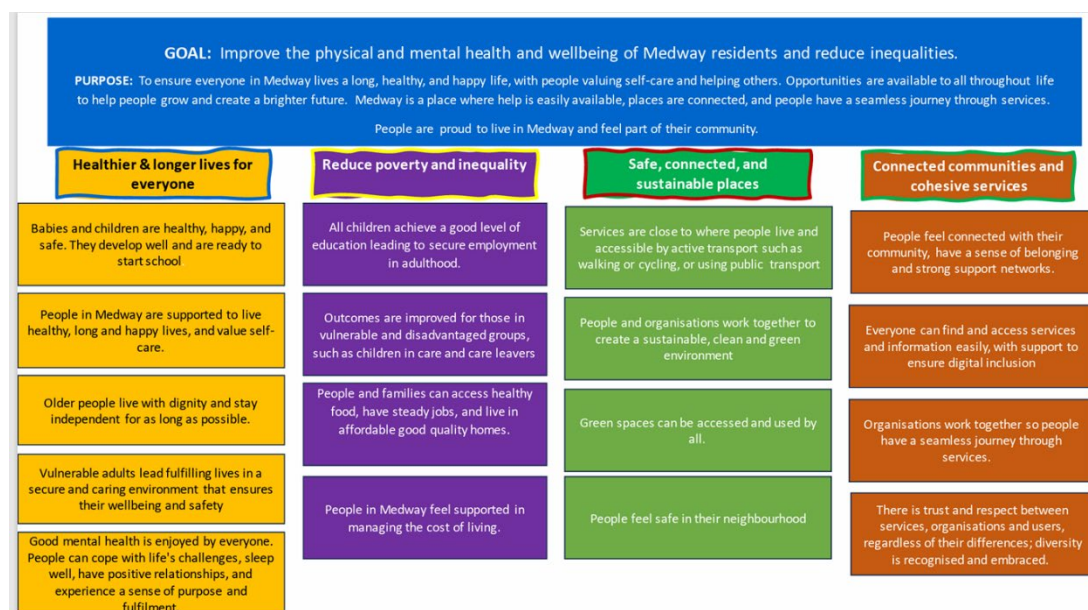 GOAL: Improve the physical and mental health and wellbeing of Medway residents and reduce inequalities.
PURPOSE: To ensure everyone in Medway lives a long, healthy, and happy life, with people valuing self-care and helping others. Opportunities are available to all throughout life
to help people grow and create a brighter future. Medway is a place where help is easily available, places are connected, and people have a seamless journey through services.
People are proud to live in Medway and feel part of their community.
Healthier & longer lives for
everyone
Babies and children are healthy, happy, and
safe. They develop well and are ready to
start school
People in Medway are supported to live
healthy, long and happy lives, and value self-
care.
Older people live with dignity and stay
independent for as long as possible.
Vulnerable adults lead fulfilling lives in a
secure and caring environment that ensures
their wellbeing and safety
Good mental health is enjoyed by everyone.
People can cope with life's challenges, sleep
well, have positive relationships, and
experience a sense of purpose and
fulfilment
Reduce poverty and inequality
All children achieve a good level of
education leading to secure employment
in adulthood.
Outcomes are improved for those in
vulnerable and disadvantaged groups,
such as children in care and care leavers
People and families can access healthy
food, have steady jobs, and live in
affordable good quality homes.
People in Medway feel supported in
managing the cost of living.
Safe, connected, and
sustainable places
Services are close to where people live and
accessible by active transport such as
walking or cycling, or using public transport
People and organisations work together to
create a sustainable, clean and green
environment
Green spaces can be accessed and used by
all.
People feel safe in their neighbourhood
Connected communities and
cohesive services
People feel connected with their
community, have a sense of belonging
and strong support networks.
Everyone can find and access services
and information easily, with support to
ensure digital inclusion
Organisations work together so people
have a seamless journey through
services.
There is trust and respect between
services, organisations and users,
regardless of their differences; diversity
is recognised and embraced.